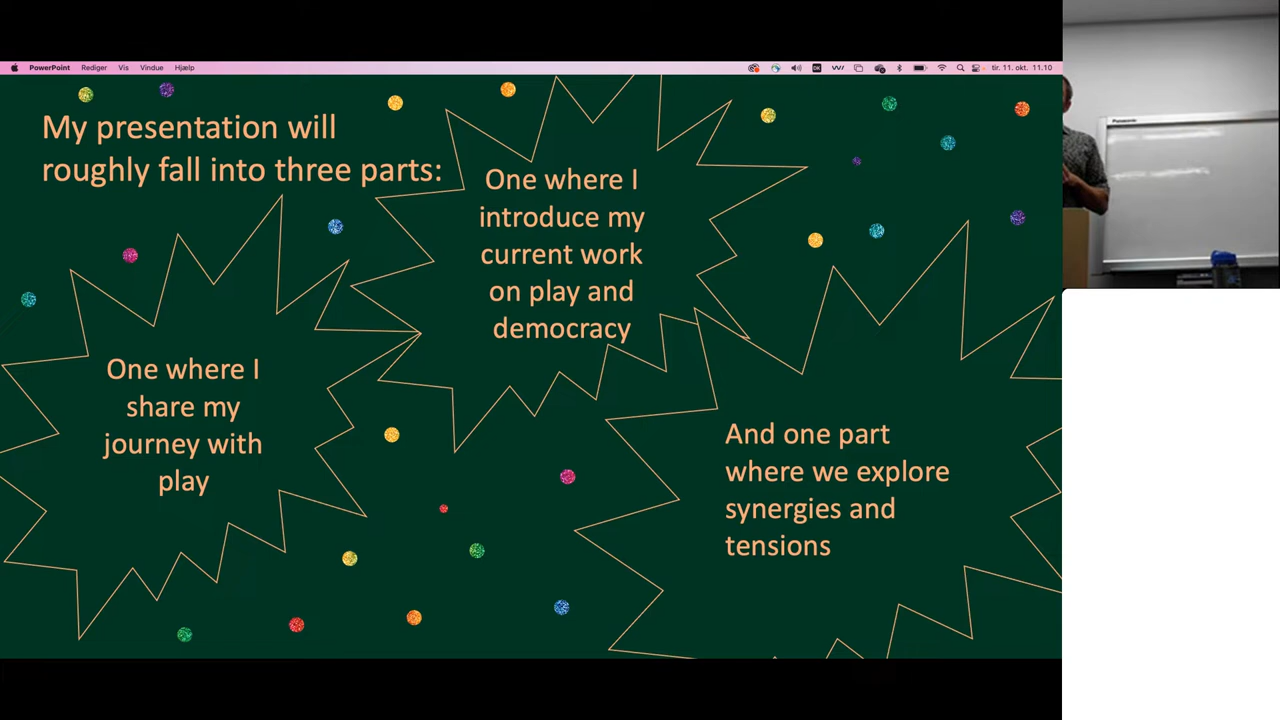 PowerPoint Rediger Vis Vindue Hjælp
DK
tir. 11. okt. 11.10
My presentation will
roughly fall into three parts:
One where I
introduce my
current work
on play and
democracy
One where I
share my
journey with
play
And one part
where we explore
synergies and
tensions
Panasonic